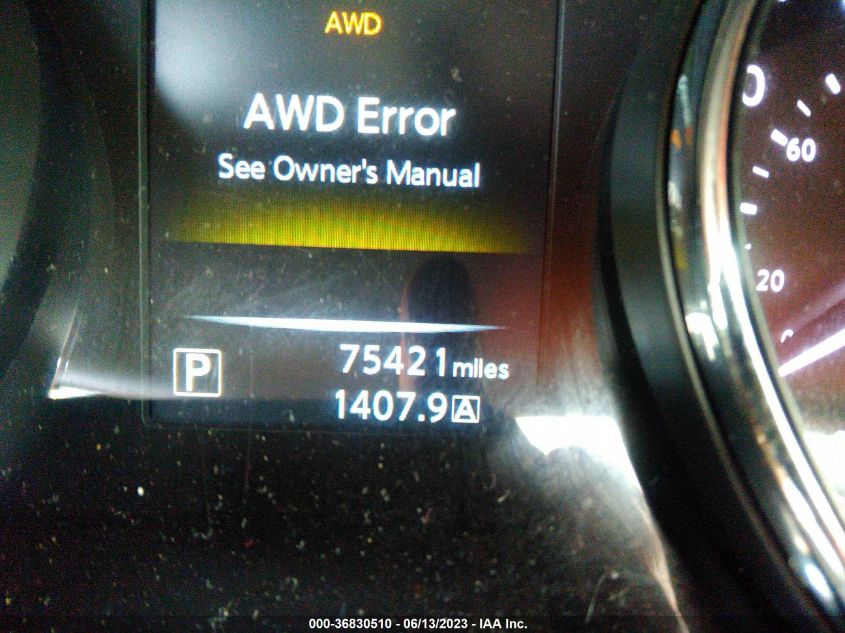 AWD
AWD Error
See Owner's Manual
P
75421 miles
1407.9 A
60
20
000-36830510 - 06/13/2023 - IAA Inc.